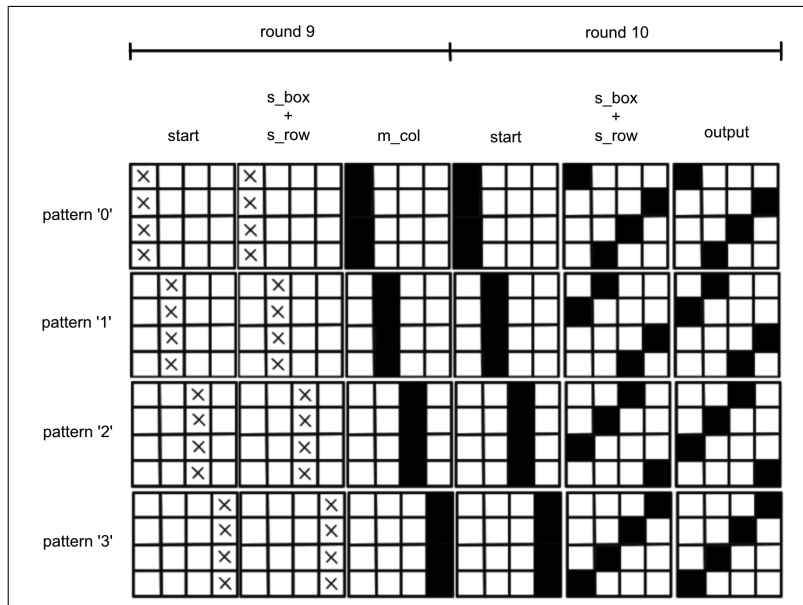 round 9
round 10
s_box
+
s_row
s_box
+
s_row
start
m_col
start
output
pattern '0'
pattern '1'
pattern '2'
pattern '3'